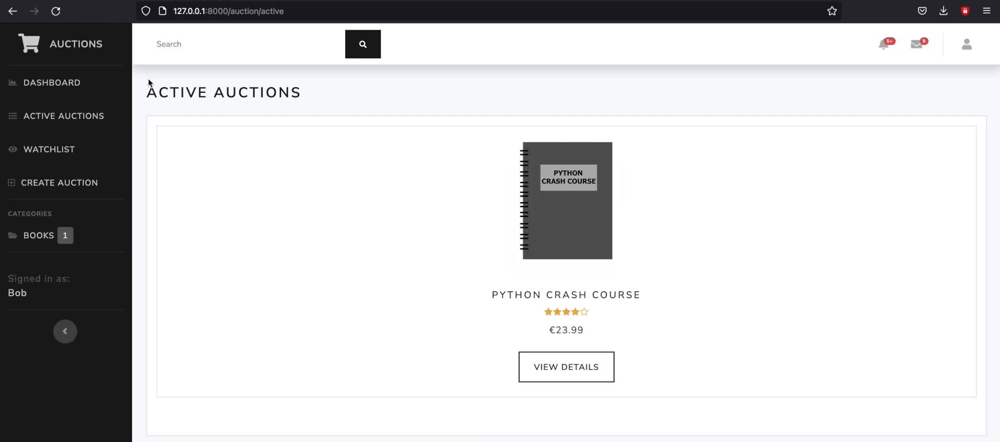 127.0.0.1:8000/auction/active
AUCTIONS
Search
5+
9
DASHBOARD
ACTIVE AUCTIONS
WATCHLIST
CREATE AUCTION
CATEGORIES
BOOKS 1
Signed in as:
Bob
ACTIVE AUCTIONS
PYTHON
CRASH COURSE
PYTHON CRASH COURSE
€23.99
VIEW DETAILS